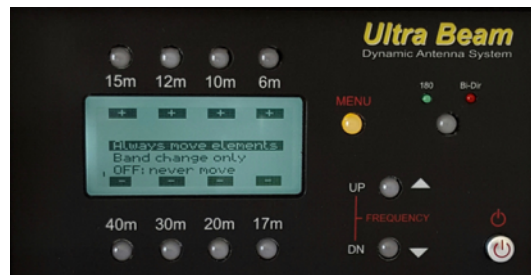 Ultra Beam
Dynamic Antenna System
15m 12m 10m 6m
180 Bi-Dir
MENU
+ + + +
Always move elements
Band change only
OFF: never move
- - - -
UP
FREQUENCY
DN
40m 30m 20m 17m